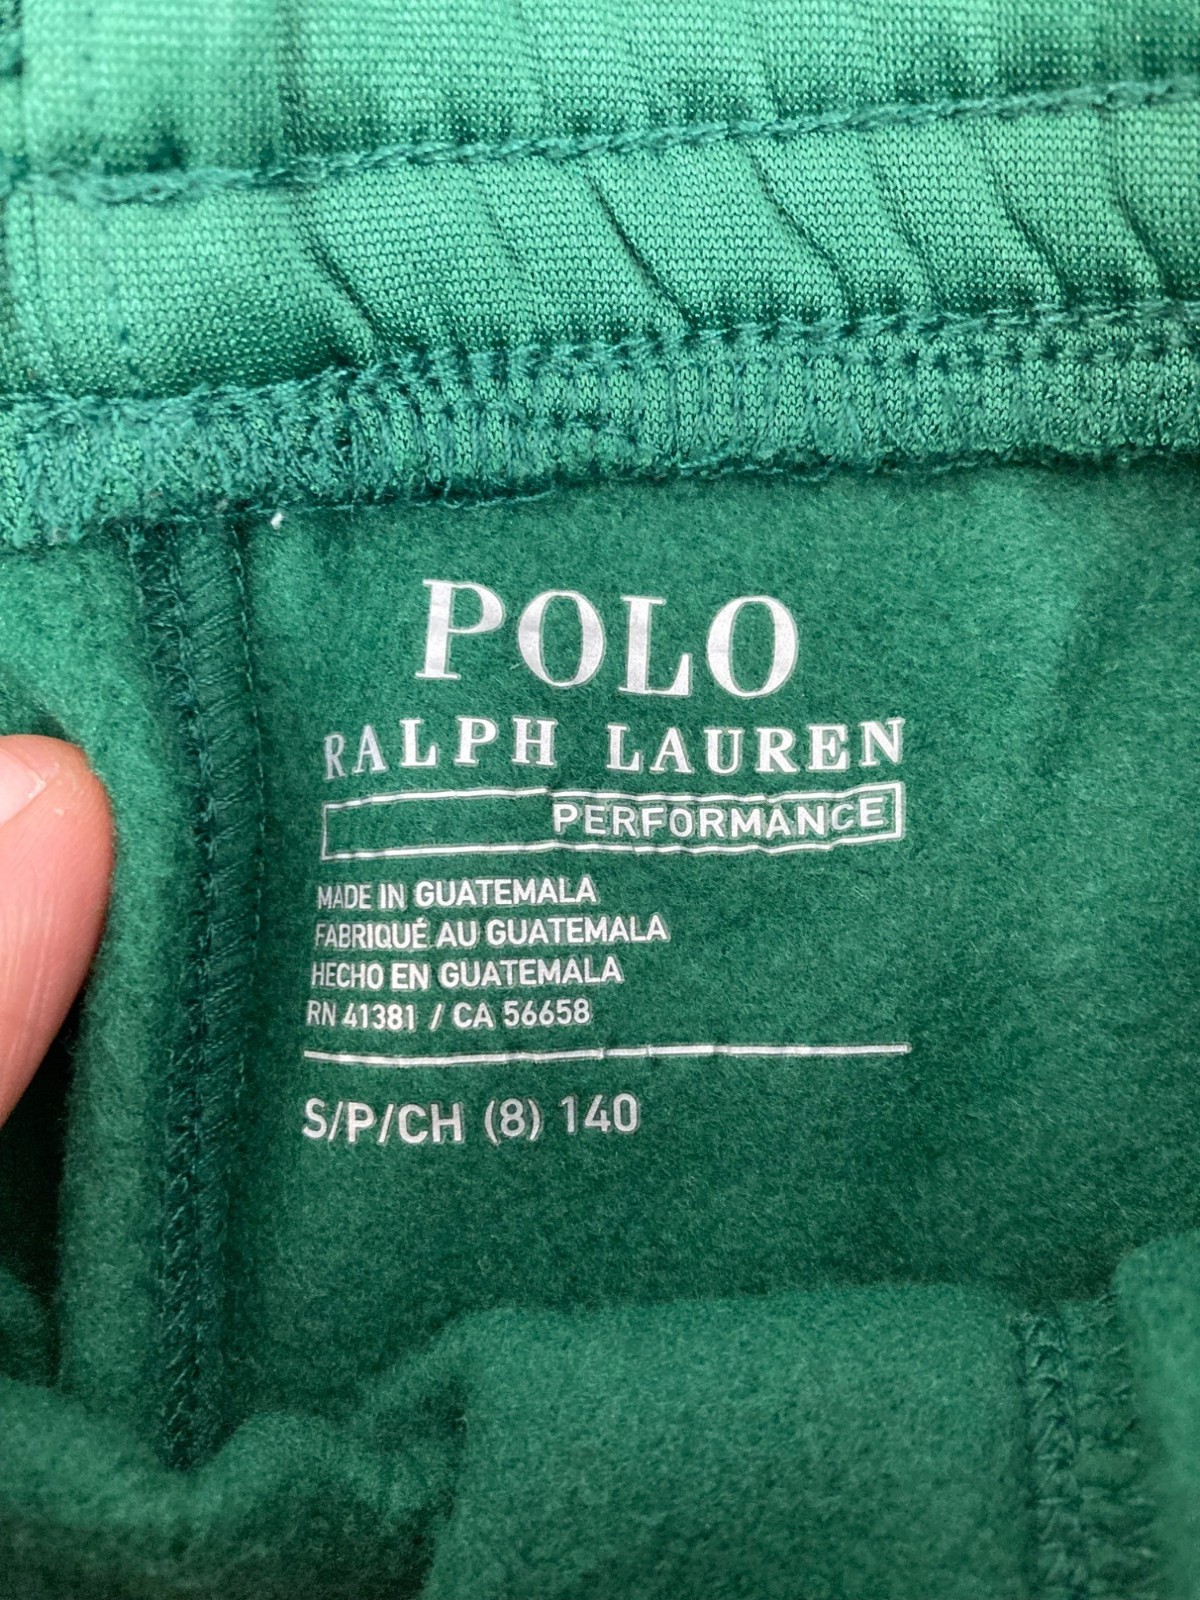 POLO
RALPH LAUREN
PERFORMANCE
MADE IN GUATEMALA
FABRIQUÉ AU GUATEMALA
HECHO EN GUATEMALA
RN 41381 / CA 56658
S/P/CH (8) 140